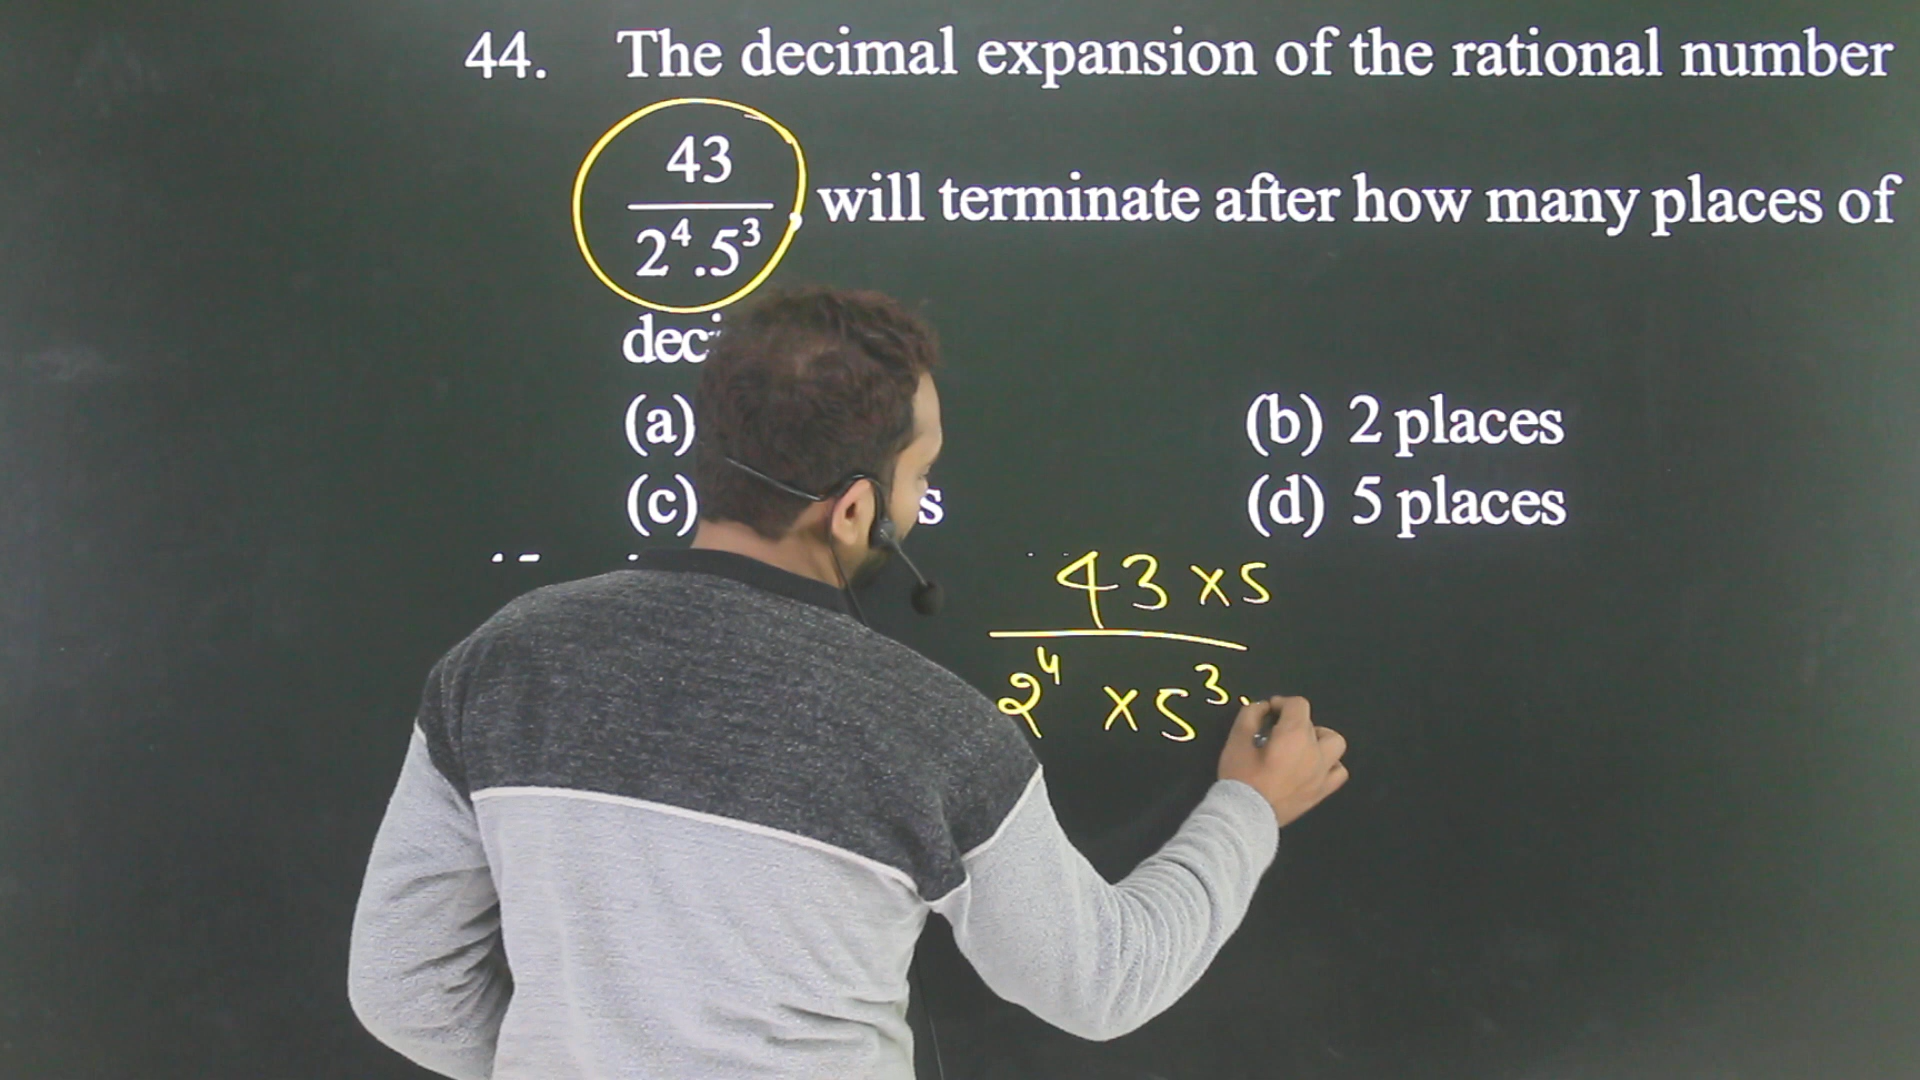 44. The decimal expansion of the rational number
43
2⁴.5³
will terminate after how many places of
(a)
(b) 2 places
(c)
(d) 5 places
43 × 5
2⁴ × 5³